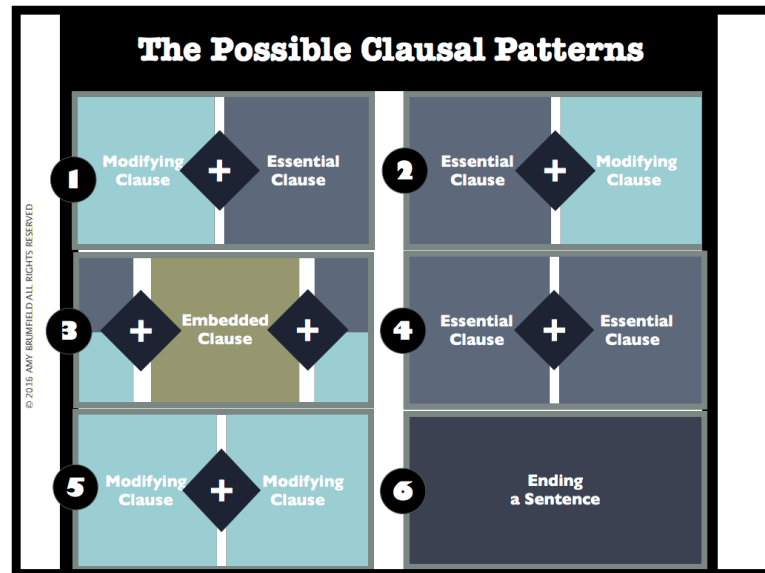 The Possible Clausal Patterns
1
Modifying
Clause
+
Essential
Clause
2
Essential
Clause
+
Modifying
Clause
3
+
Embedded
Clause
+
4
Essential
Clause
+
Essential
Clause
5
Modifying
Clause
+
Modifying
Clause
6
Ending
a Sentence
© 2016 AMY BRUMFIELD ALL RIGHTS RESERVED